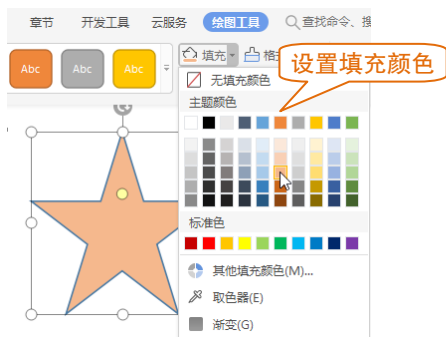 章节 开发工具 云服务 绘图工具 查找命令、搜
Abc Abc Abc 填充 格
设置填充颜色
无填充颜色
主题颜色
标准色
其他填充颜色(M)...
取色器(E)
渐变(G)